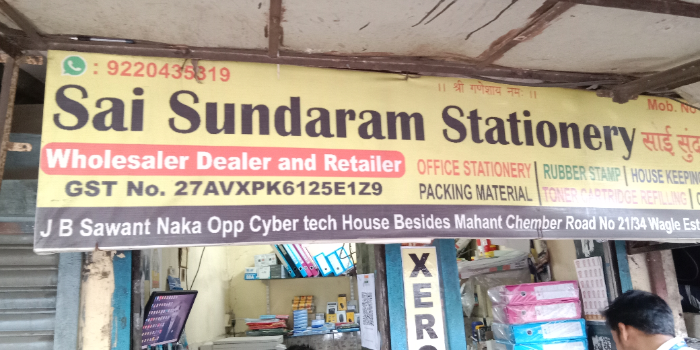 : 9220435319
।। श्री गणेशाय नमः ।।
Mob. No
Sai Sundaram Stationery साई सुंद
Wholesaler Dealer and Retailer
GST No. 27AVXPK6125E1Z9
OFFICE STATIONERY RUBBER STAMP HOUSE KEEPING
PACKING MATERIAL TONER CARTRIDGE REFILLING
J B Sawant Naka Opp Cyber tech House Besides Mahant Chember Road No 21/34 Wagle Est
XERO